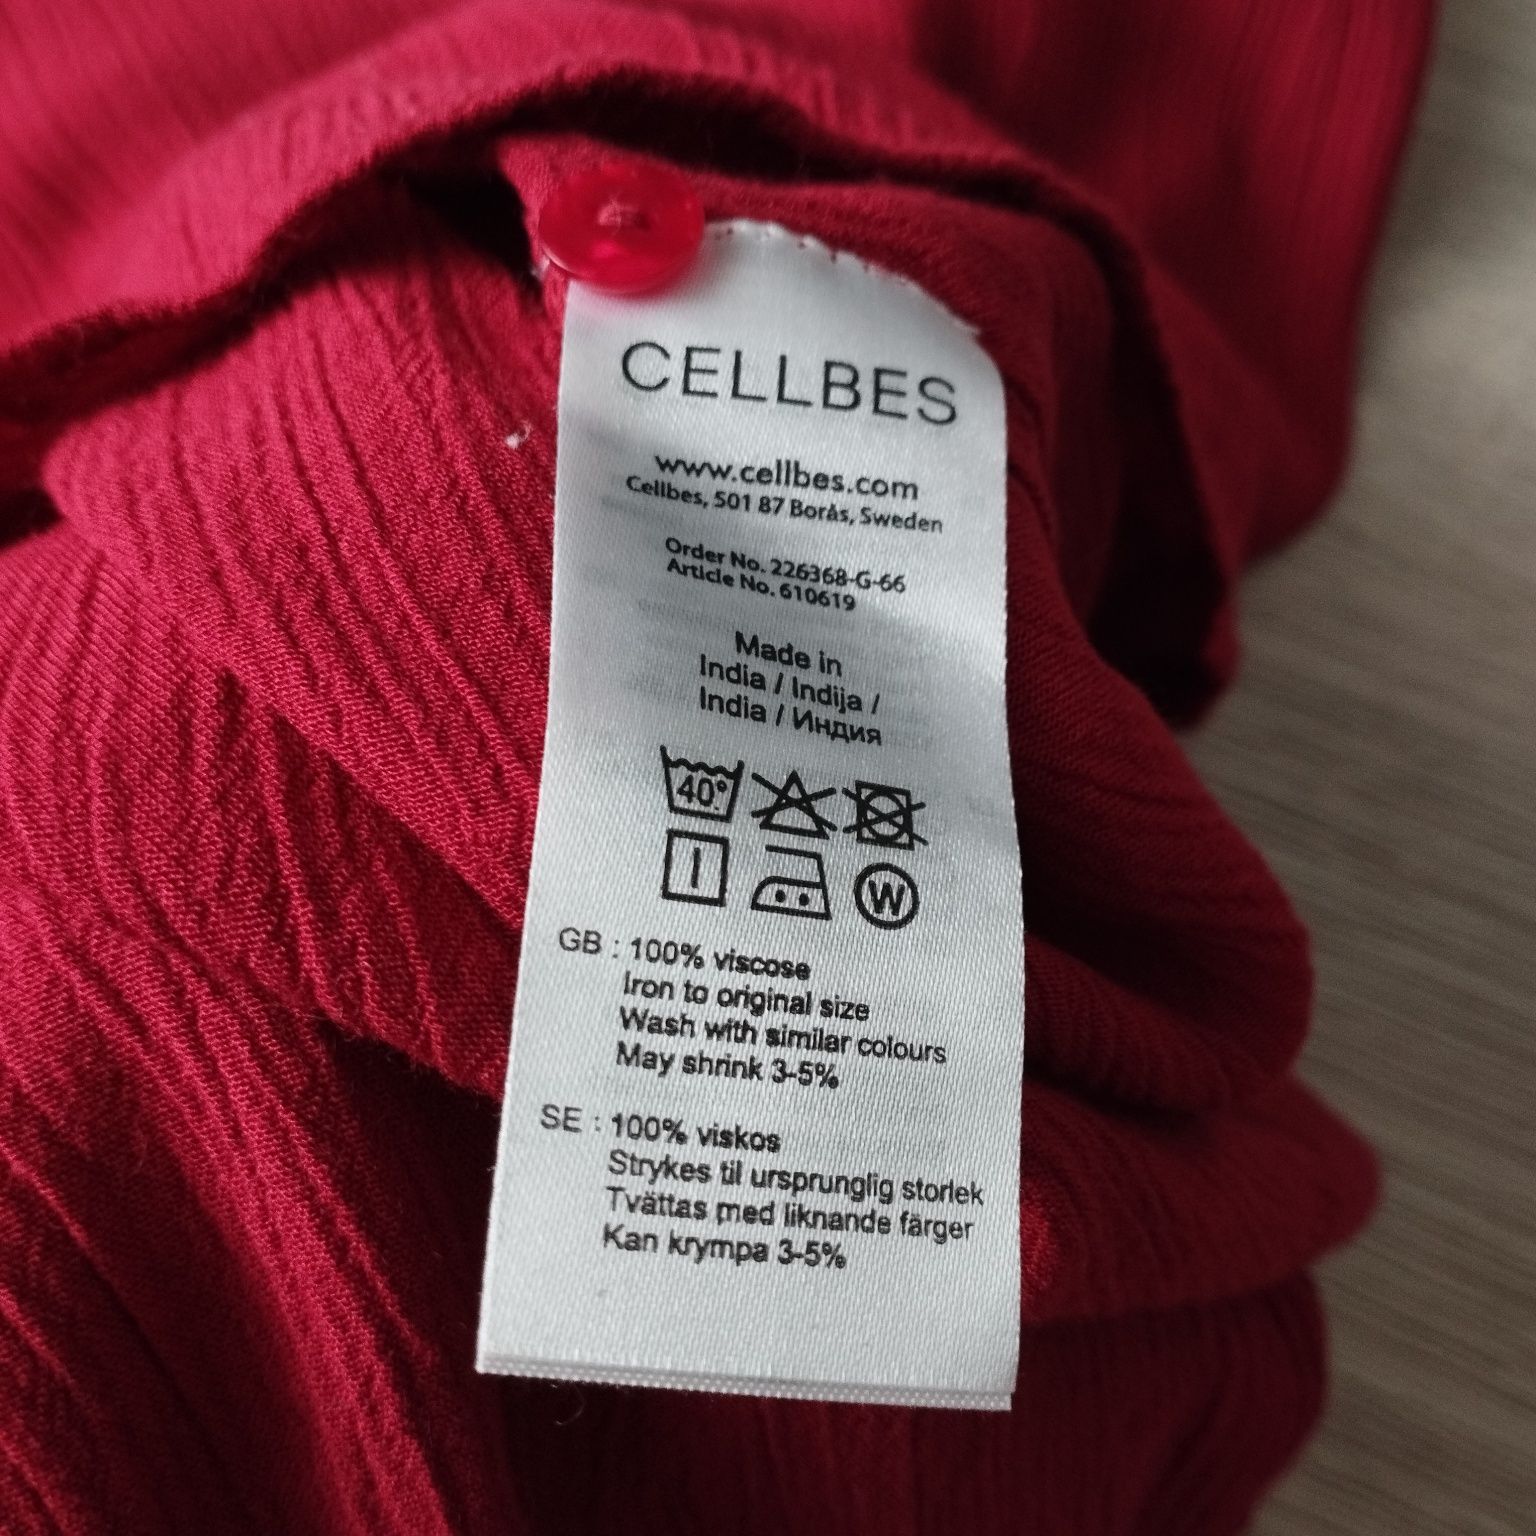 CELLBES
www.cellbes.com
Cellbes, 501 87 Borås, Sweden
Order No. 226368-G-66
Article No. 610619
Made in
India / Indija /
India / Индия
40°
W
GB : 100% viscose
Iron to original size
Wash with similar colours
May shrink 3-5%
SE : 100% viskos
Strykes til ursprunglig storlek
Tvättas med liknande färger
Kan krympa 3-5%